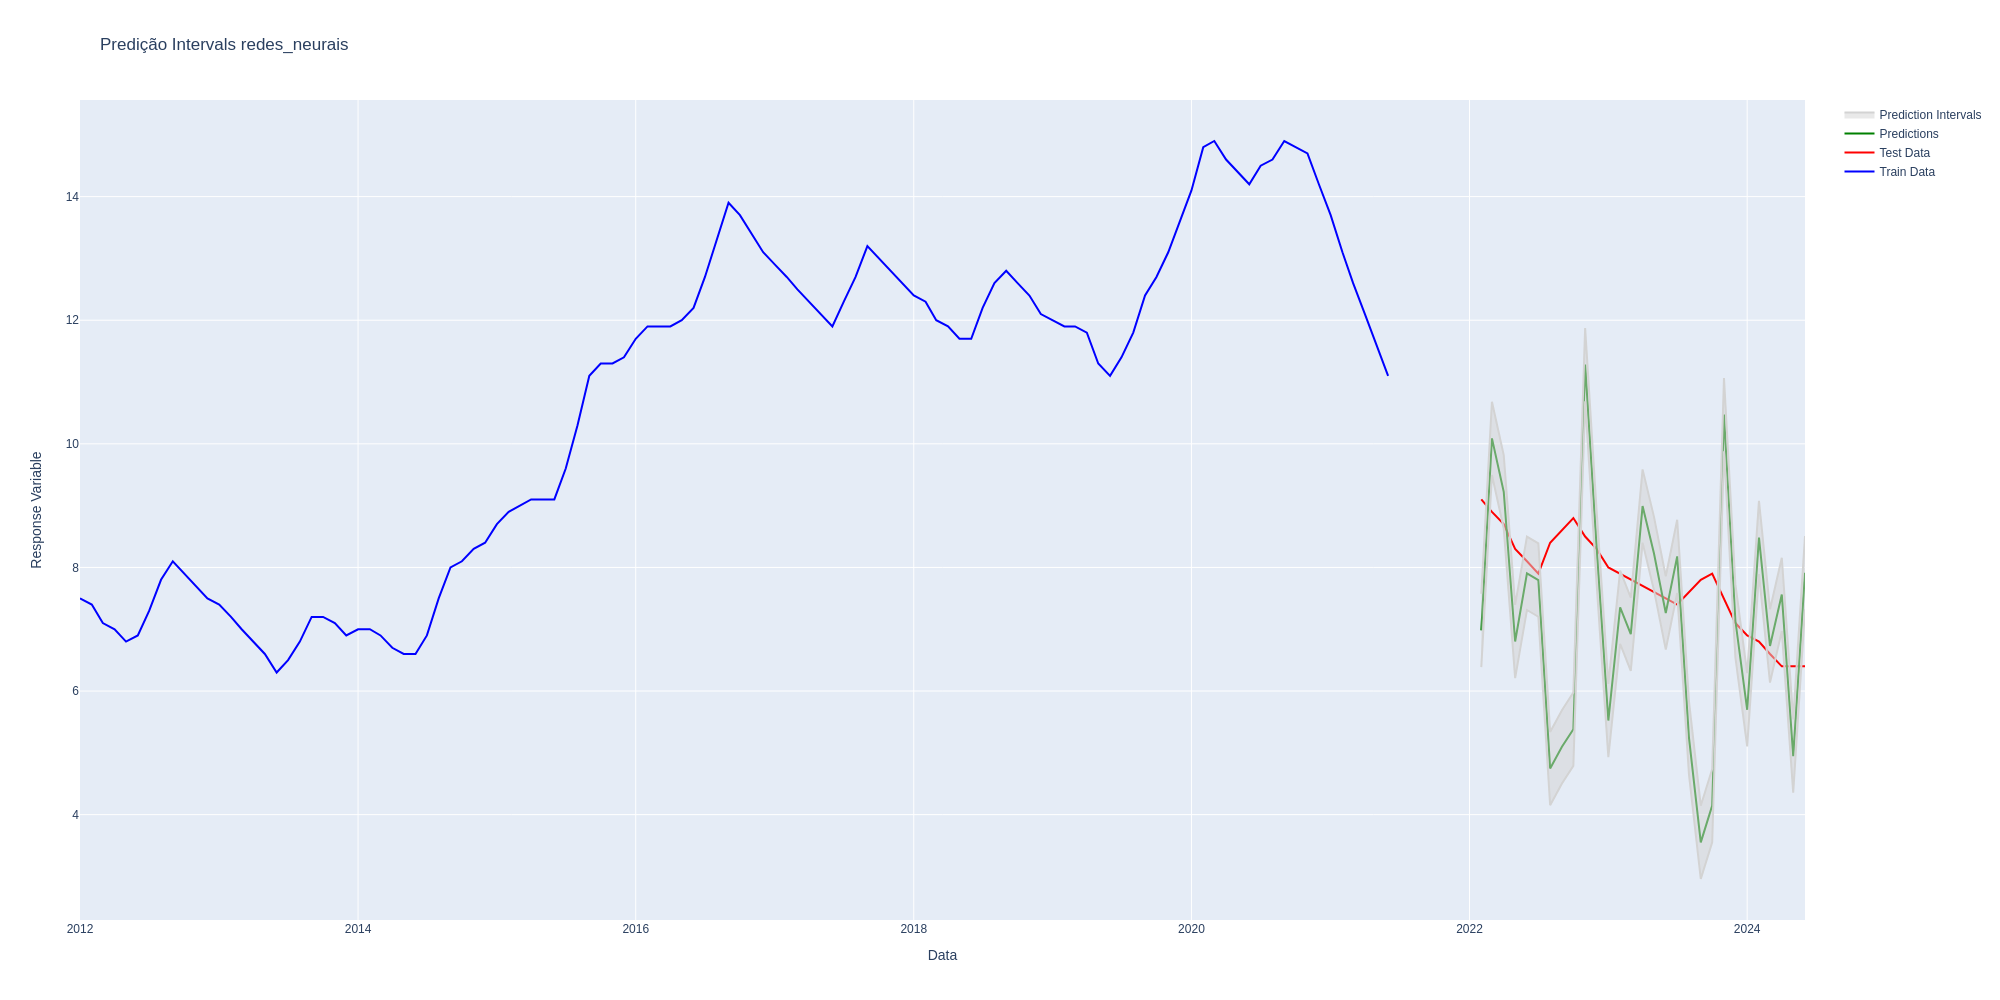 Predição Intervals redes_neurais
Prediction Intervals
Predictions
Test Data
Train Data
Response Variable
14
12
10
8
6
4
2012
2014
2016
2018
2020
2022
2024
Data